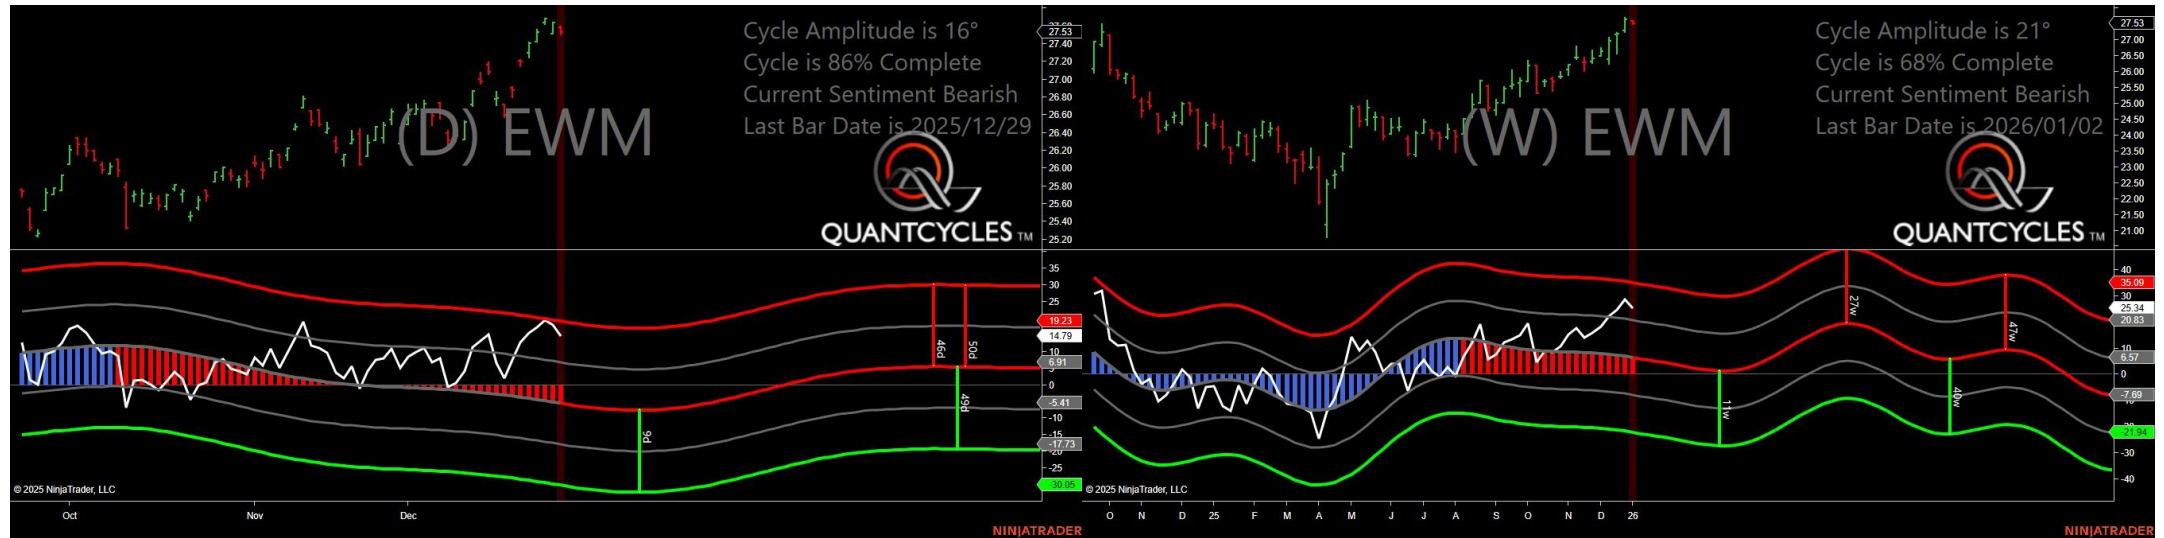 Cycle Amplitude is 16°
Cycle is 86% Complete
Current Sentiment Bearish
Last Bar Date is 2025/12/29
(D) EWM
QUANTCYCLES TM
27.53
27.40
27.20
27.00
26.80
26.60
26.40
26.20
26.00
25.80
25.60
25.40
25.20
35
30
25
19.23
14.79
10
6.91
0
-5.41
-10
-15
-17.73
-20
-25
-30.05
9d
46d
50d
49d
© 2025 NinjaTrader, LLC
Oct Nov Dec
NINJATRADER
Cycle Amplitude is 21°
Cycle is 68% Complete
Current Sentiment Bearish
Last Bar Date is 2026/01/02
(W) EWM
QUANTCYCLES TM
27.53
27.00
26.50
26.00
25.50
25.00
24.50
24.00
23.50
23.00
22.50
22.00
21.50
21.00
40
35.09
30
25.34
20.83
10
6.57
0
-7.69
-21.94
-30
-40
11w
27w
40w
47w
© 2025 NinjaTrader, LLC
O N D 25 F M A M J J A S O N D 26
NINJATRADER